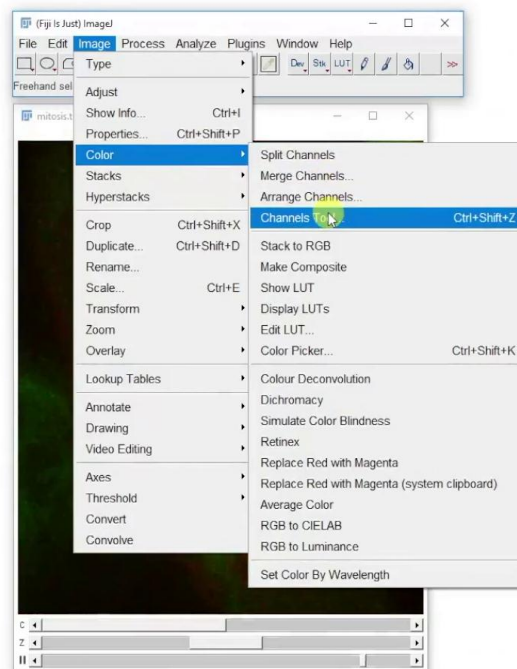 (Fiji Is Just) ImageJ
File Edit Image Process Analyze Plugins Window Help
Dev Stk LUT
Freehand sel
mitosis.t
Type
Adjust
Show Info... Ctrl+I
Properties... Ctrl+Shift+P
Color
Stacks
Hyperstacks
Crop Ctrl+Shift+X
Duplicate... Ctrl+Shift+D
Rename...
Scale... Ctrl+E
Transform
Zoom
Overlay
Lookup Tables
Annotate
Drawing
Video Editing
Axes
Threshold
Convert
Convolve
Split Channels
Merge Channels...
Arrange Channels...
Channels Ctrl+Shift+Z
Stack to RGB
Make Composite
Show LUT
Display LUTs
Edit LUT...
Color Picker... Ctrl+Shift+K
Colour Deconvolution
Dichromacy
Simulate Color Blindness
Retinex
Replace Red with Magenta
Replace Red with Magenta (system clipboard)
Average Color
RGB to CIELAB
RGB to Luminance
Set Color By Wavelength
C
Z